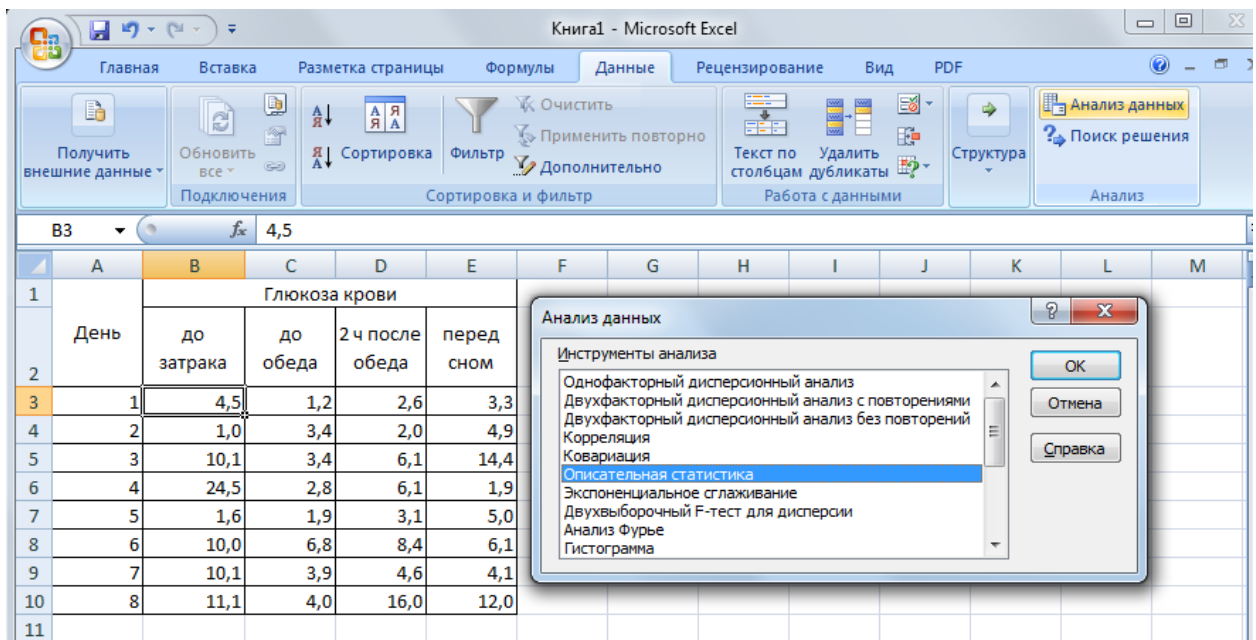 Книга1 - Microsoft Excel
Главная Вставка Разметка страницы Формулы Данные Рецензирование Вид PDF
Получить внешние данные
Обновить все
Подключения
Сортировка
Фильтр
Очистить
Применить повторно
Дополнительно
Сортировка и фильтр
Текст по столбцам
Удалить дубликаты
Работа с данными
Структура
Анализ данных
Поиск решения
Анализ
B3 fx 4,5
A B C D E F G H I J K L M
1 Глюкоза крови
2 День до затрака до обеда 2 ч после обеда перед сном
3 1 4,5 1,2 2,6 3,3
4 2 1,0 3,4 2,0 4,9
5 3 10,1 3,4 6,1 14,4
6 4 24,5 2,8 6,1 1,9
7 5 1,6 1,9 3,1 5,0
8 6 10,0 6,8 8,4 6,1
9 7 10,1 3,9 4,6 4,1
10 8 11,1 4,0 16,0 12,0
11
Анализ данных
Инструменты анализа
Однофакторный дисперсионный анализ
Двухфакторный дисперсионный анализ с повторениями
Двухфакторный дисперсионный анализ без повторений
Корреляция
Ковариация
Описательная статистика
Экспоненциальное сглаживание
Двухвыборочный F-тест для дисперсии
Анализ Фурье
Гистограмма
OK
Отмена
Справка